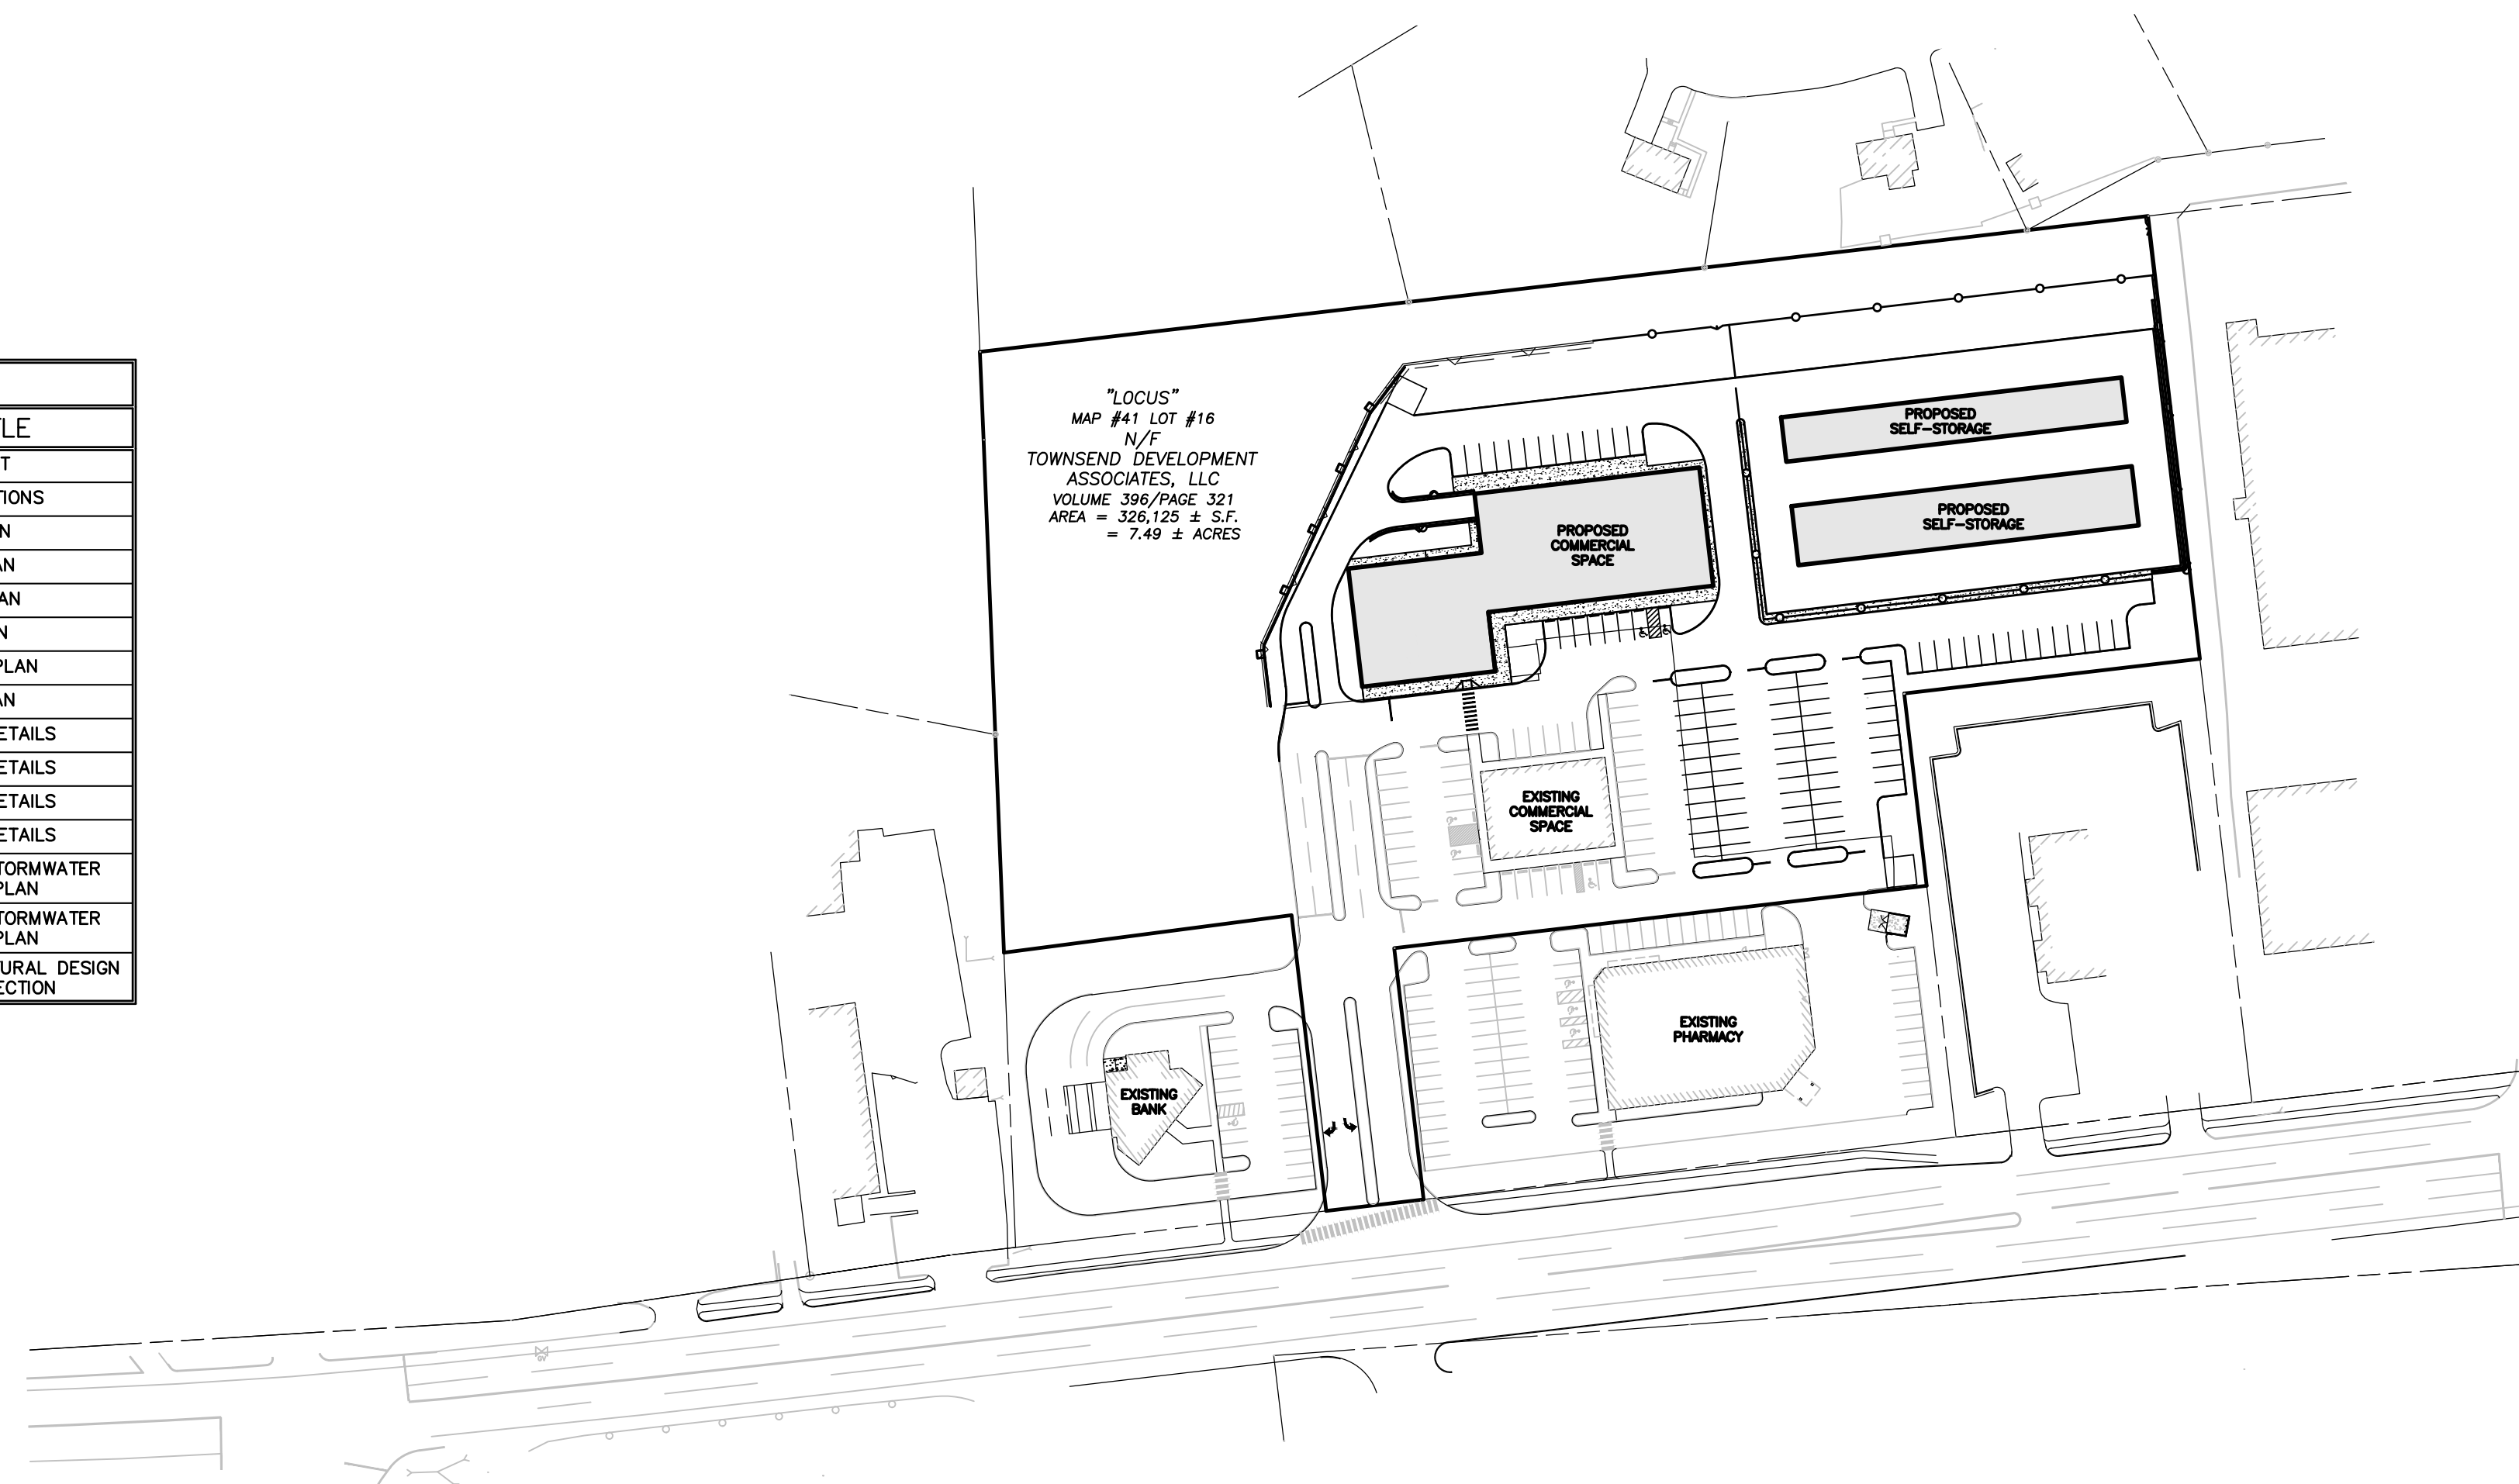 LE
T
TIONS
N
AN
AN
N
PLAN
AN
ETAILS
ETAILS
ETAILS
ETAILS
TORMWATER
PLAN
TORMWATER
PLAN
URAL DESIGN
ECTION
"LOCUS"
MAP #41 LOT #16
N/F
TOWNSEND DEVELOPMENT
ASSOCIATES, LLC
VOLUME 396/PAGE 321
AREA = 326,125 ± S.F.
= 7.49 ± ACRES
PROPOSED
SELF-STORAGE
PROPOSED
SELF-STORAGE
PROPOSED
COMMERCIAL
SPACE
EXISTING
COMMERCIAL
SPACE
EXISTING
PHARMACY
EXISTING
BANK